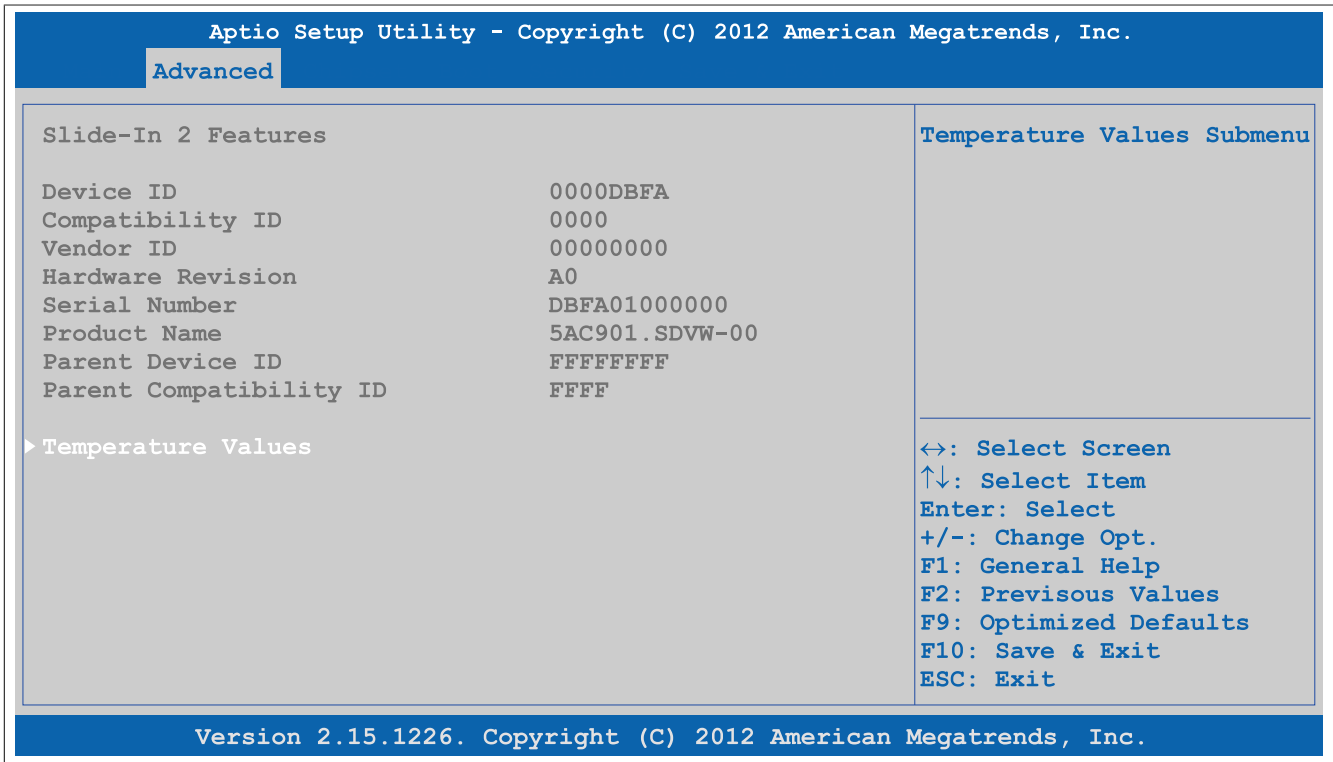 Aptio Setup Utility - Copyright (C) 2012 American Megatrends, Inc.
Advanced
Slide-In 2 Features
Device ID 0000DBFA
Compatibility ID 0000
Vendor ID 00000000
Hardware Revision A0
Serial Number DBFA01000000
Product Name 5AC901.SDVW-00
Parent Device ID FFFFFFFF
Parent Compatibility ID FFFF
Temperature Values
Temperature Values Submenu
↔: Select Screen
↑↓: Select Item
Enter: Select
+/-: Change Opt.
F1: General Help
F2: Previsous Values
F9: Optimized Defaults
F10: Save & Exit
ESC: Exit
Version 2.15.1226. Copyright (C) 2012 American Megatrends, Inc.